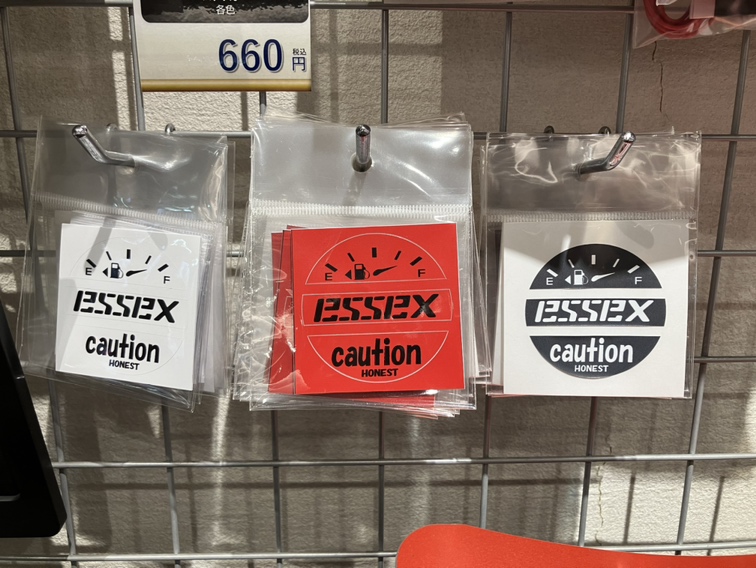 各色
660
税込
円
E F
ESSEX
caution
HONEST
E F
ESSEX
caution
HONEST
E F
ESSEX
caution
HONEST